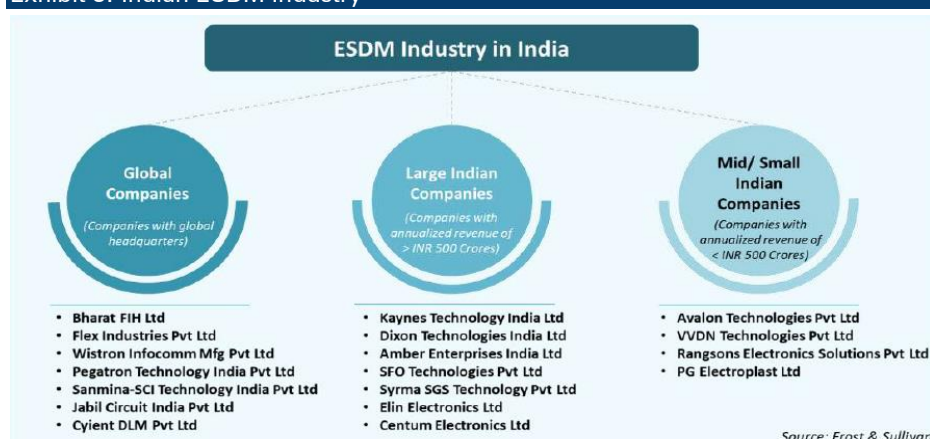 ESDM Industry in India
Global
Companies
(Companies with global
headquarters)
Large Indian
Companies
(Companies with
annualized revenue of
> INR 500 Crores)
Mid/ Small
Indian
Companies
(Companies with
annualized revenue of
< INR 500 Crores)
• Bharat FIH Ltd
• Flex Industries Pvt Ltd
• Wistron Infocomm Mfg Pvt Ltd
• Pegatron Technology India Pvt Ltd
• Sanmina-SCI Technology India Pvt Ltd
• Jabil Circuit India Pvt Ltd
• Cyient DLM Pvt Ltd
• Kaynes Technology India Ltd
• Dixon Technologies India Ltd
• Amber Enterprises India Ltd
• SFO Technologies Pvt Ltd
• Syrma SGS Technology Pvt Ltd
• Elin Electronics Ltd
• Centum Electronics Ltd
• Avalon Technologies Pvt Ltd
• VVDN Technologies Pvt Ltd
• Rangsons Electronics Solutions Pvt Ltd
• PG Electroplast Ltd
Source: Frost & Sullivan